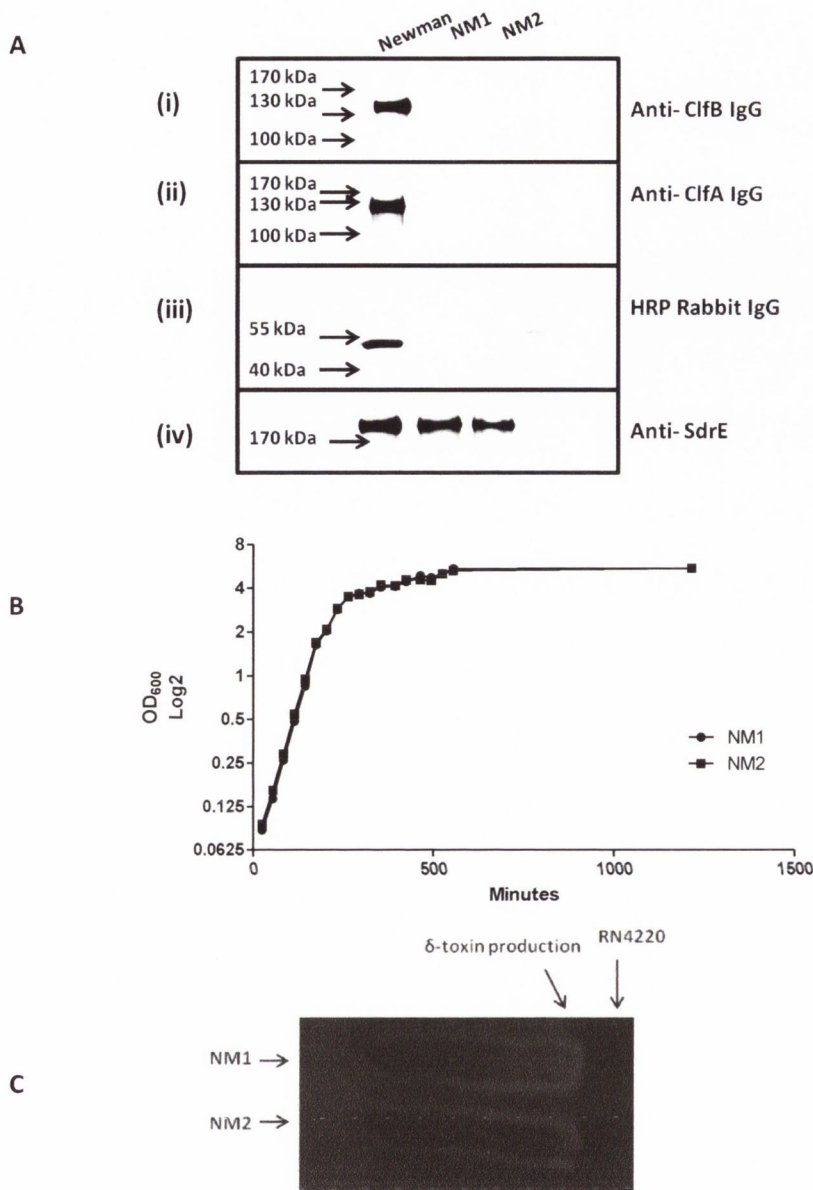 A
Newman NM1 NM2
(i)
170 kDa
130 kDa
100 kDa
Anti- ClfB IgG
(ii)
170 kDa
130 kDa
100 kDa
Anti- ClfA IgG
(iii)
55 kDa
40 kDa
HRP Rabbit IgG
(iv)
170 kDa
Anti- SdrE
B
OD600
Log2
8
4
2
1
0.5
0.25
0.125
0.0625
0 500 1000 1500
Minutes
NM1
NM2
C
δ-toxin production RN4220
NM1
NM2